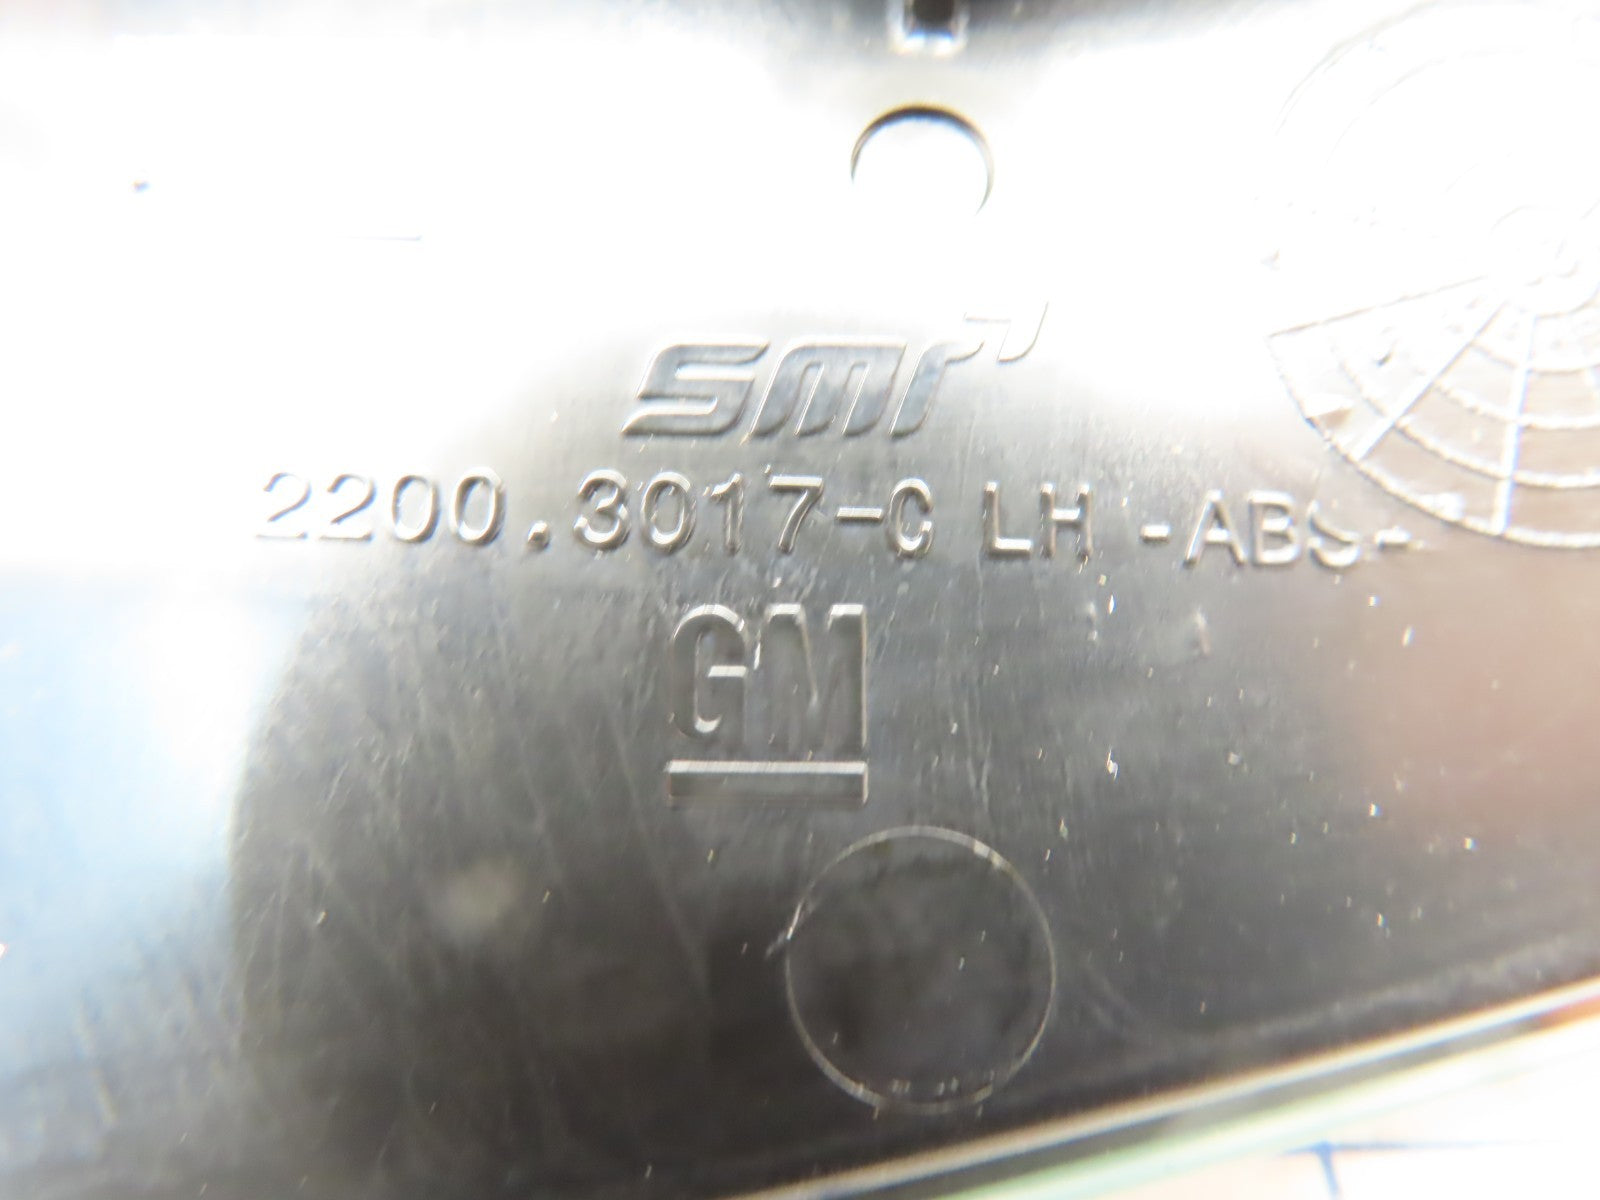 smr
2200.3017-C LH -ABS-
GM